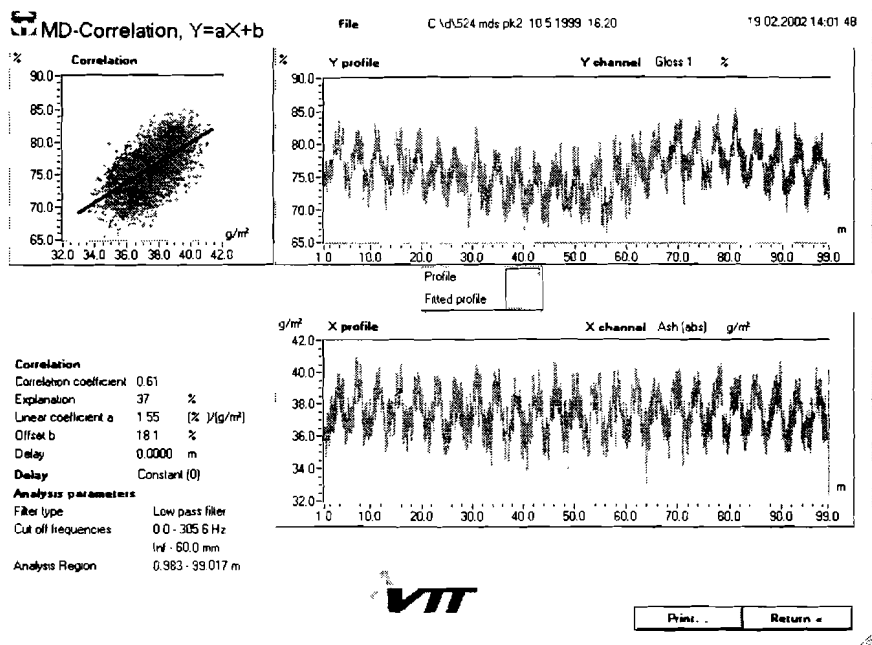 MD-Correlation, Y=aX+b
File C:\d\524 mds pk2 10 5 1999 16.20 19 02.2002 14:01 48
% Correlation
90.0
85.0
80.0
75.0
70.0
65.0
g/m²
32.0 34.0 36.0 38.0 40.0 42.0
% Y profile Y channel Gloss 1 %
90.0
85.0
80.0
75.0
70.0
65.0
m
1 0 10.0 20.0 30.0 40.0 50.0 60.0 70.0 80.0 90.0 99.0
Profile
Fitted profile
g/m² X profile X channel Ash (abs) g/m²
42.0
40.0
38.0
36.0
34 0
32.0
m
1 0 10.0 20.0 30.0 40.0 50.0 60.0 70.0 80.0 90.0 99.0
Correlation
Correlation coefficient 0.61
Explanation 37 %
Linear coefficient a 1 55 (% )/(g/m²)
Offset b 18 1 %
Delay 0.0000 m
Delay Constant (0)
Analysis parameters
Filter type Low pass filter
Cut off frequencies 0 0 - 305 6 Hz
Inf - 60.0 mm
Analysis Region 0.983 - 99.017 m
VTT
Print. . Return «